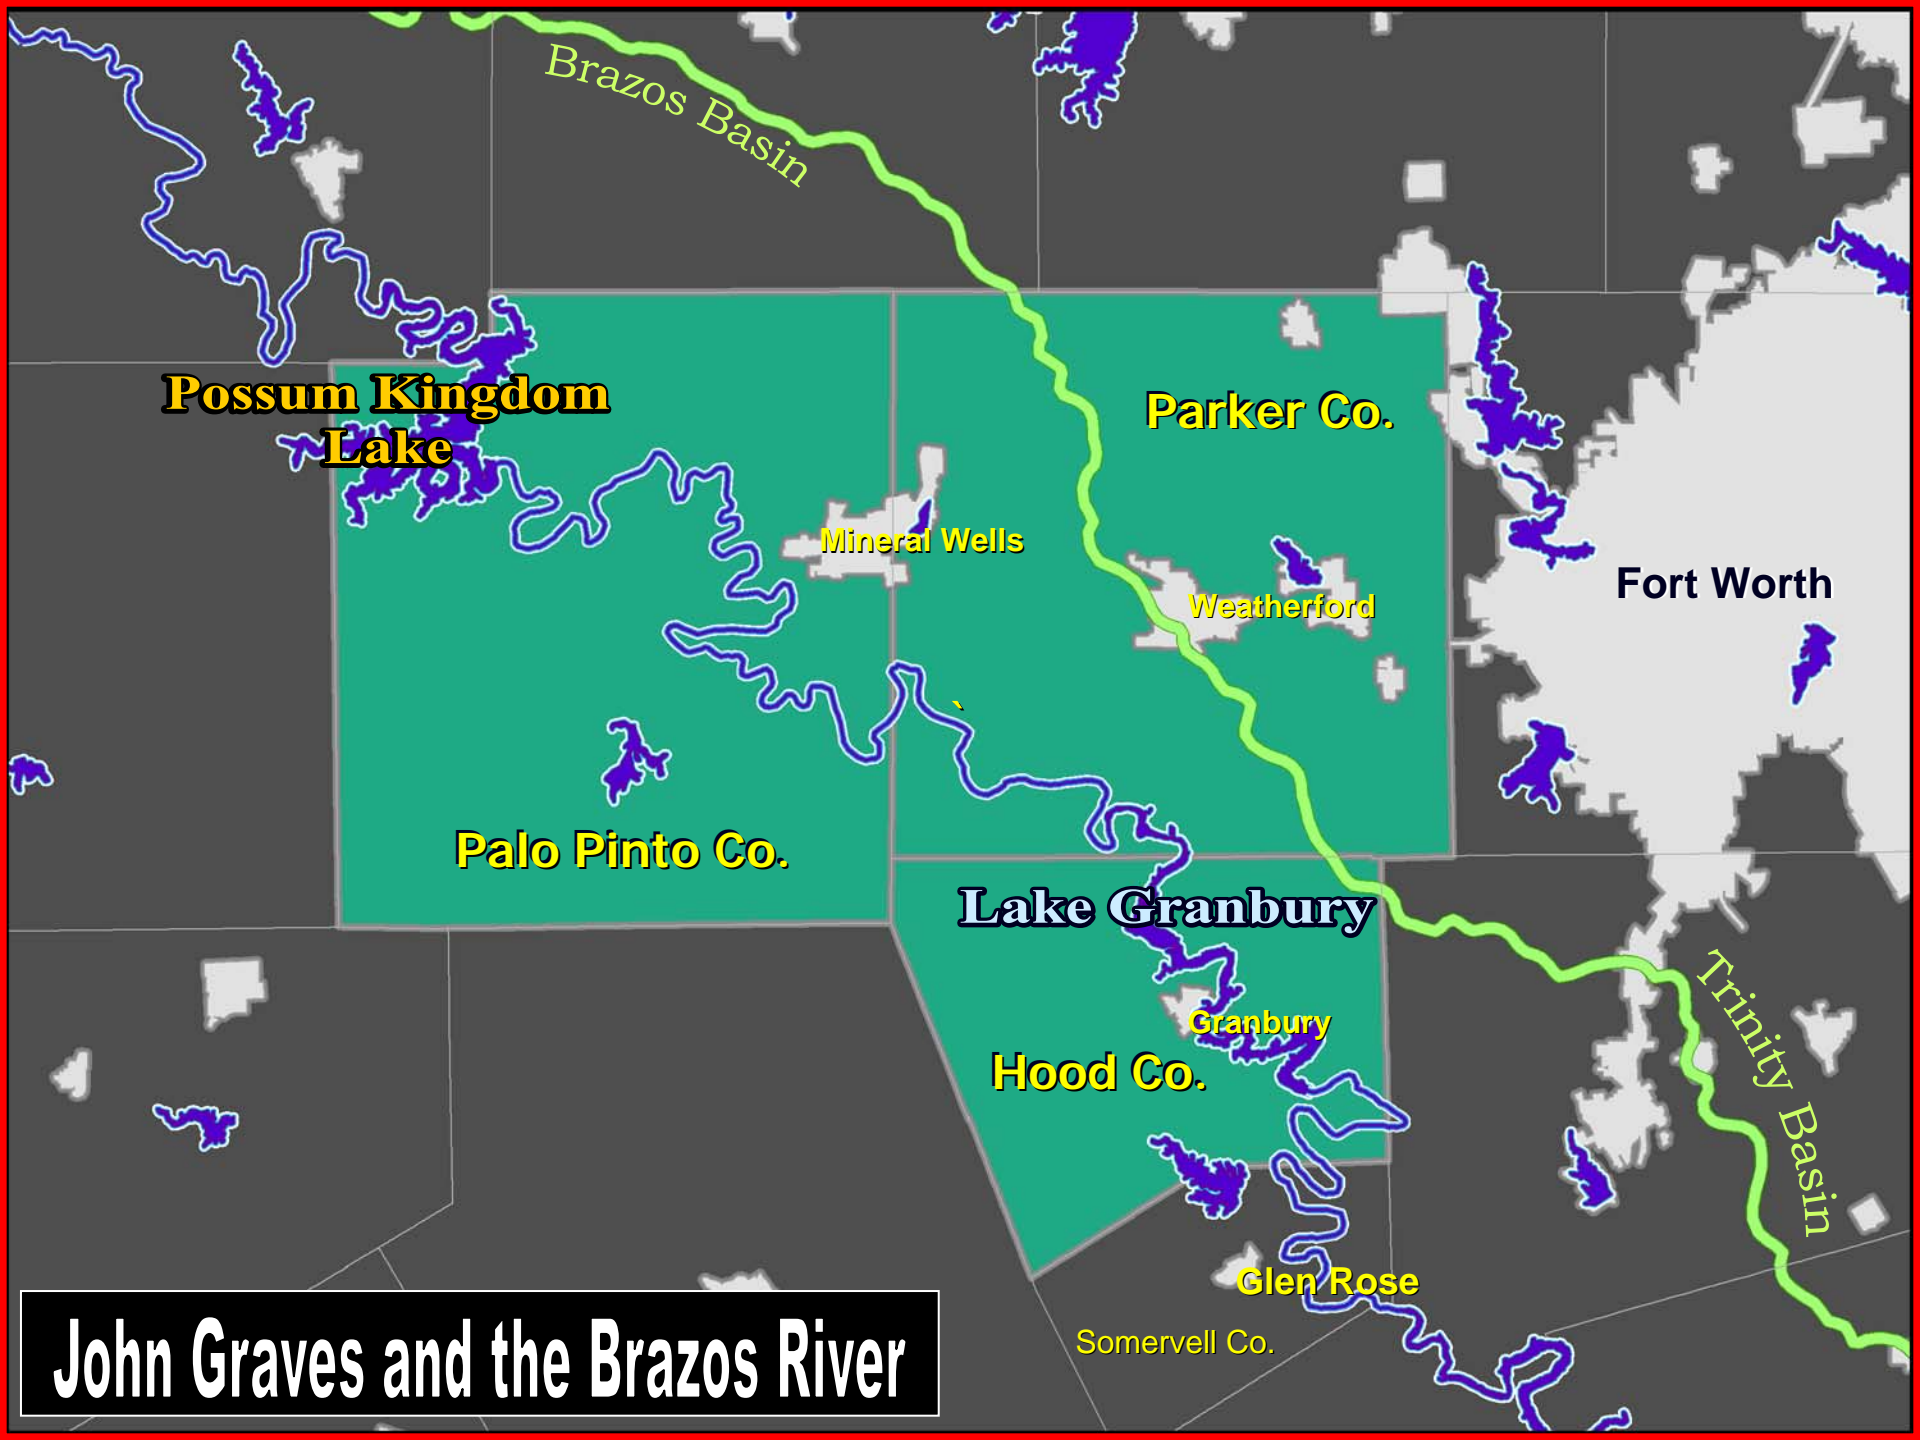 Brazos Basin
Possum Kingdom
Lake
Parker Co.
Mineral Wells
Fort Worth
Weatherford
`
Palo Pinto Co.
Lake Granbury
Trinity Basin
Granbury
Hood Co.
Glen Rose
Somervell Co.
John Graves and the Brazos River